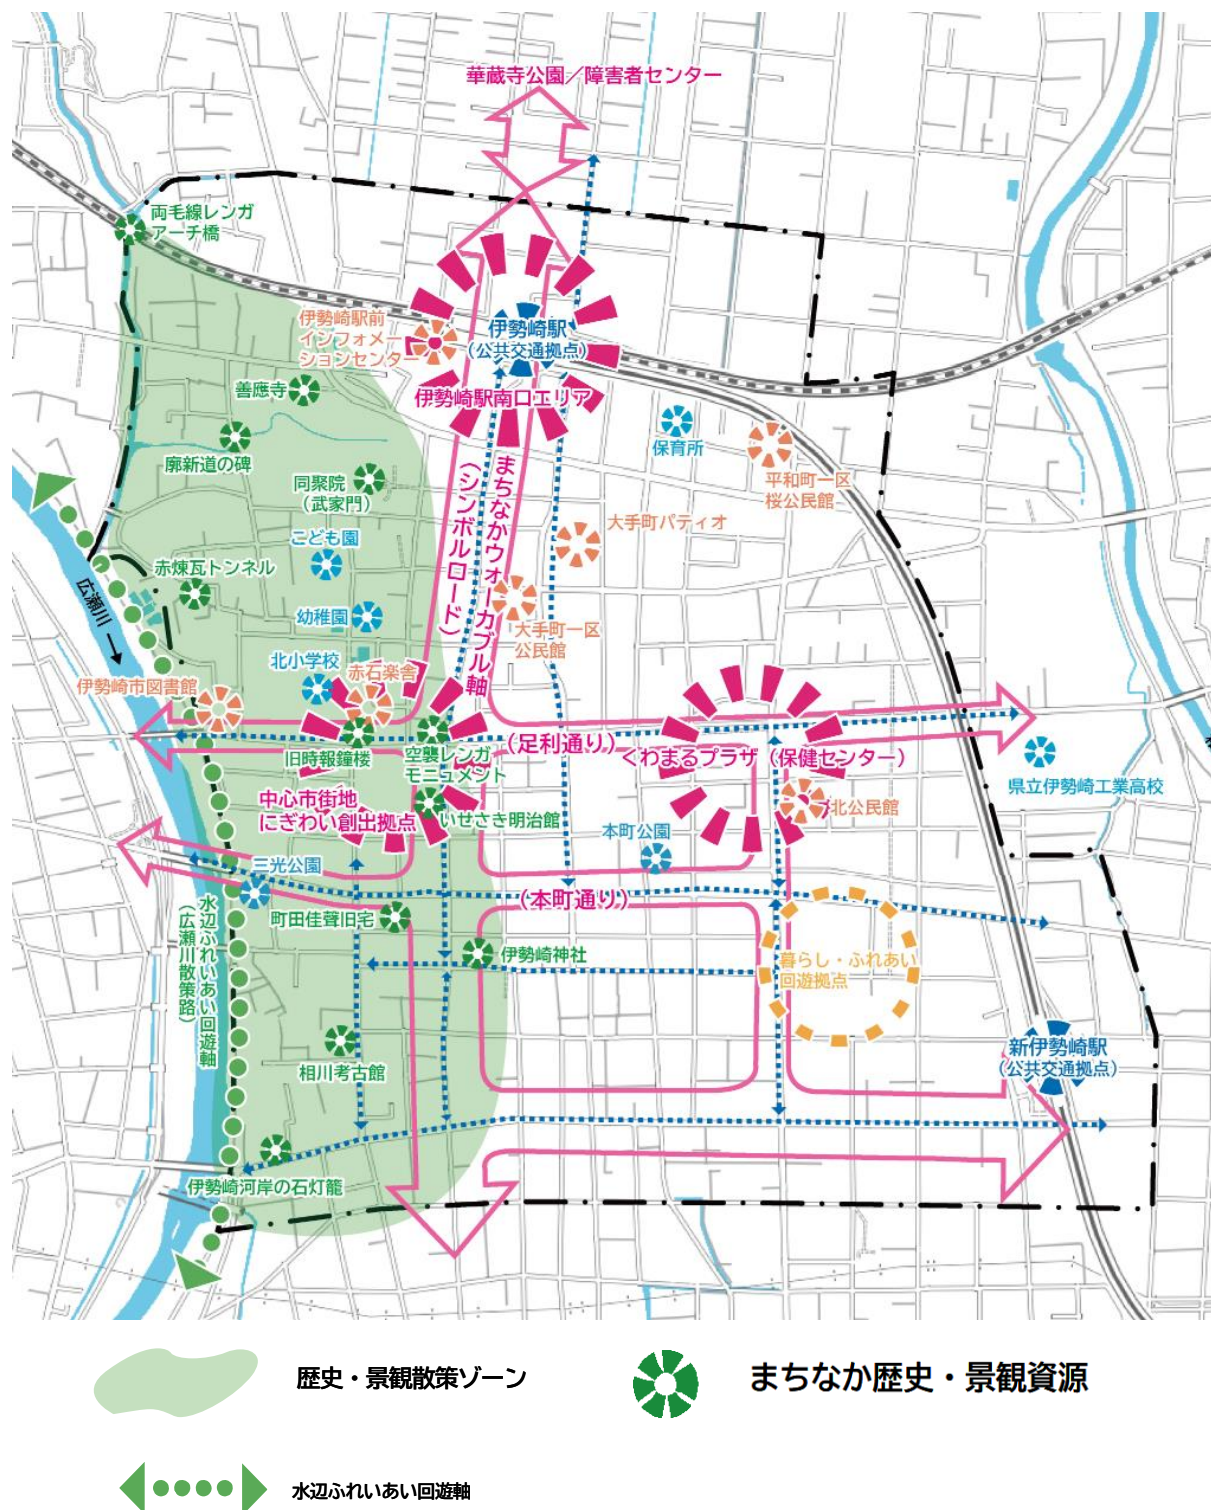 華蔵寺公園／障害者センター
両毛線レンガ
アーチ橋
伊勢崎駅前
インフォメー
ションセンター
伊勢崎駅
（公共交通拠点）
伊勢崎駅南口エリア
善應寺
廓新道の碑
保育所
平和町一区
桜公民館
同聚院
（武家門）
まちなかウォーカブル軸
（シンボルロード）
大手町パティオ
こども園
赤煉瓦トンネル
広瀬川
幼稚園
大手町一区
公民館
北小学校
赤石楽舎
伊勢崎市図書館
（足利通り）
旧時報鐘楼
空襲レンガ
モニュメント
くわまるプラザ（保健センター）
県立伊勢崎工業高校
中心市街地
にぎわい創出拠点
いせさき明治館
北公民館
本町公園
三光公園
（本町通り）
町田佳聲旧宅
水辺ふれいあい回遊軸
（広瀬川散策路）
伊勢崎神社
暮らし・ふれあい
回遊拠点
相川考古館
新伊勢崎駅
（公共交通拠点）
伊勢崎河岸の石灯籠
歴史・景観散策ゾーン
まちなか歴史・景観資源
水辺ふれいあい回遊軸